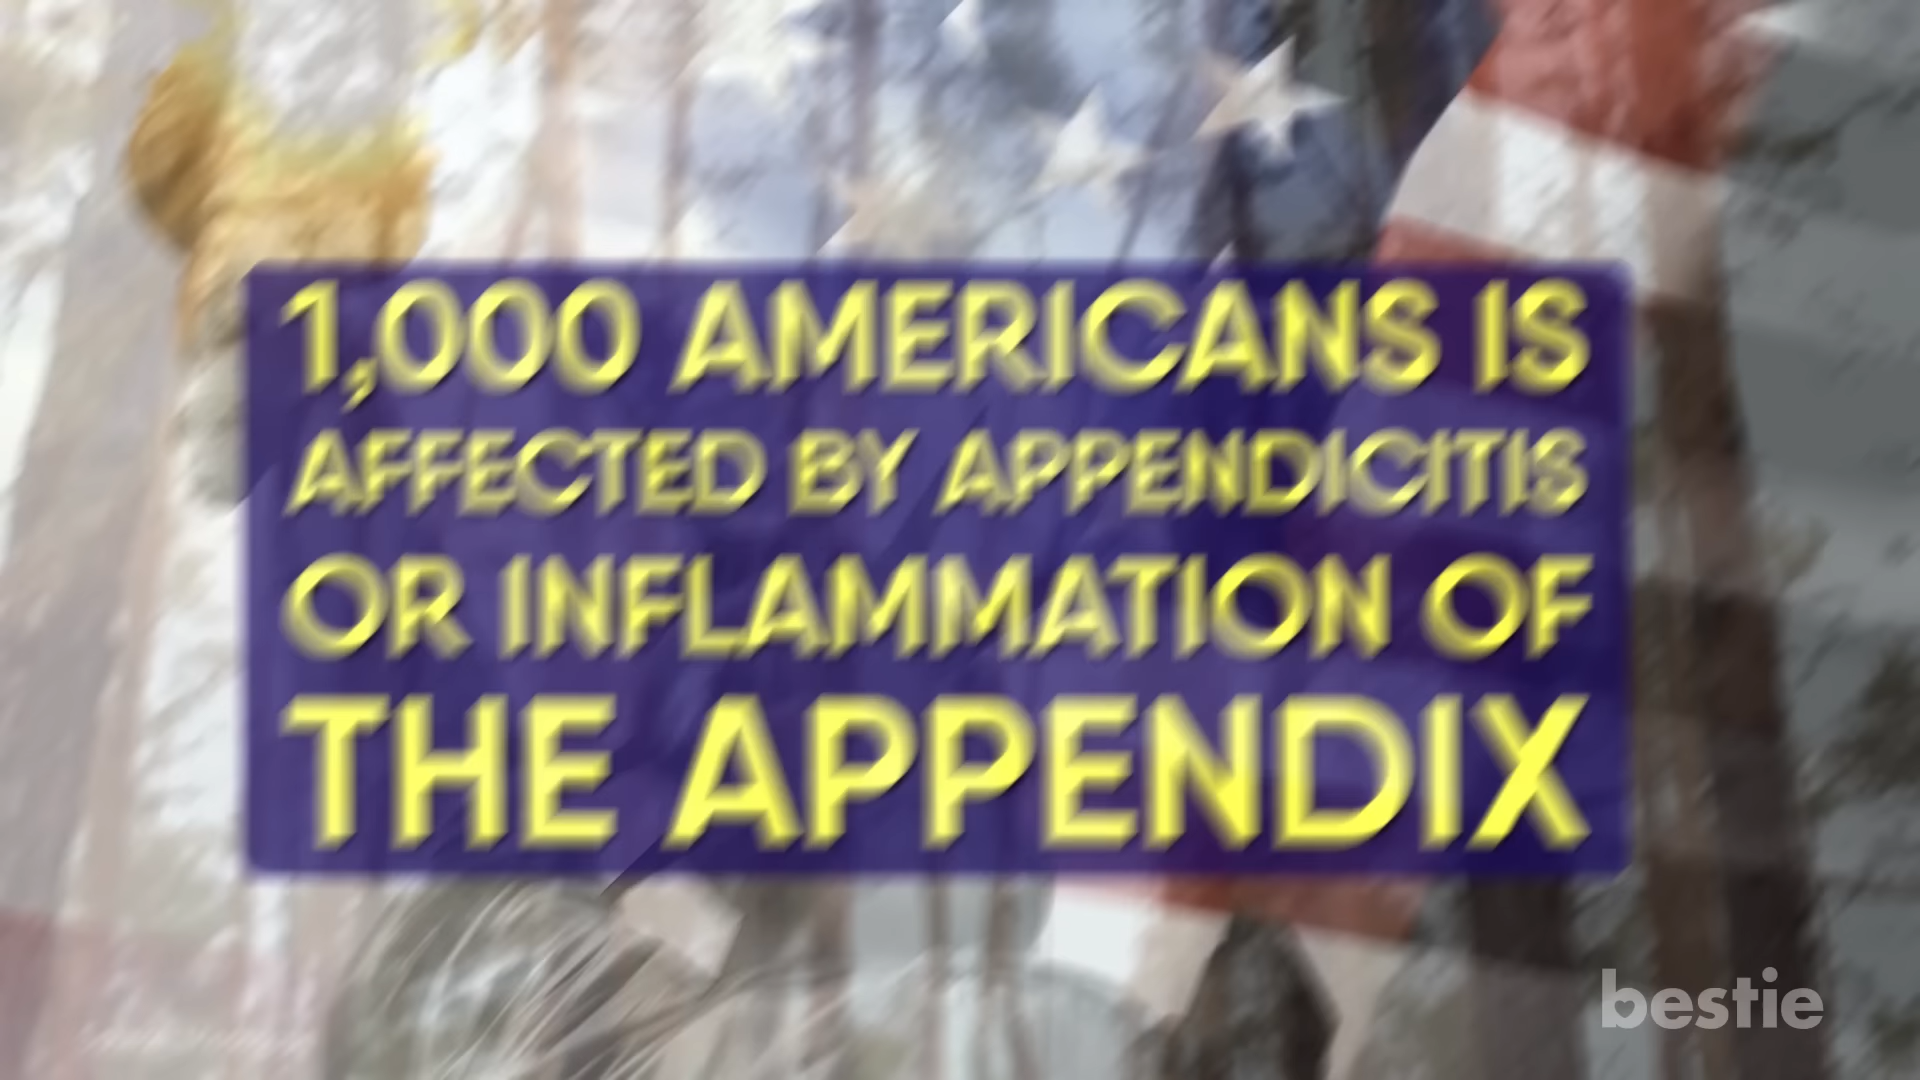 1,000 AMERICANS IS
AFFECTED BY APPENDICITIS
OR INFLAMMATION OF
THE APPENDIX
bestie